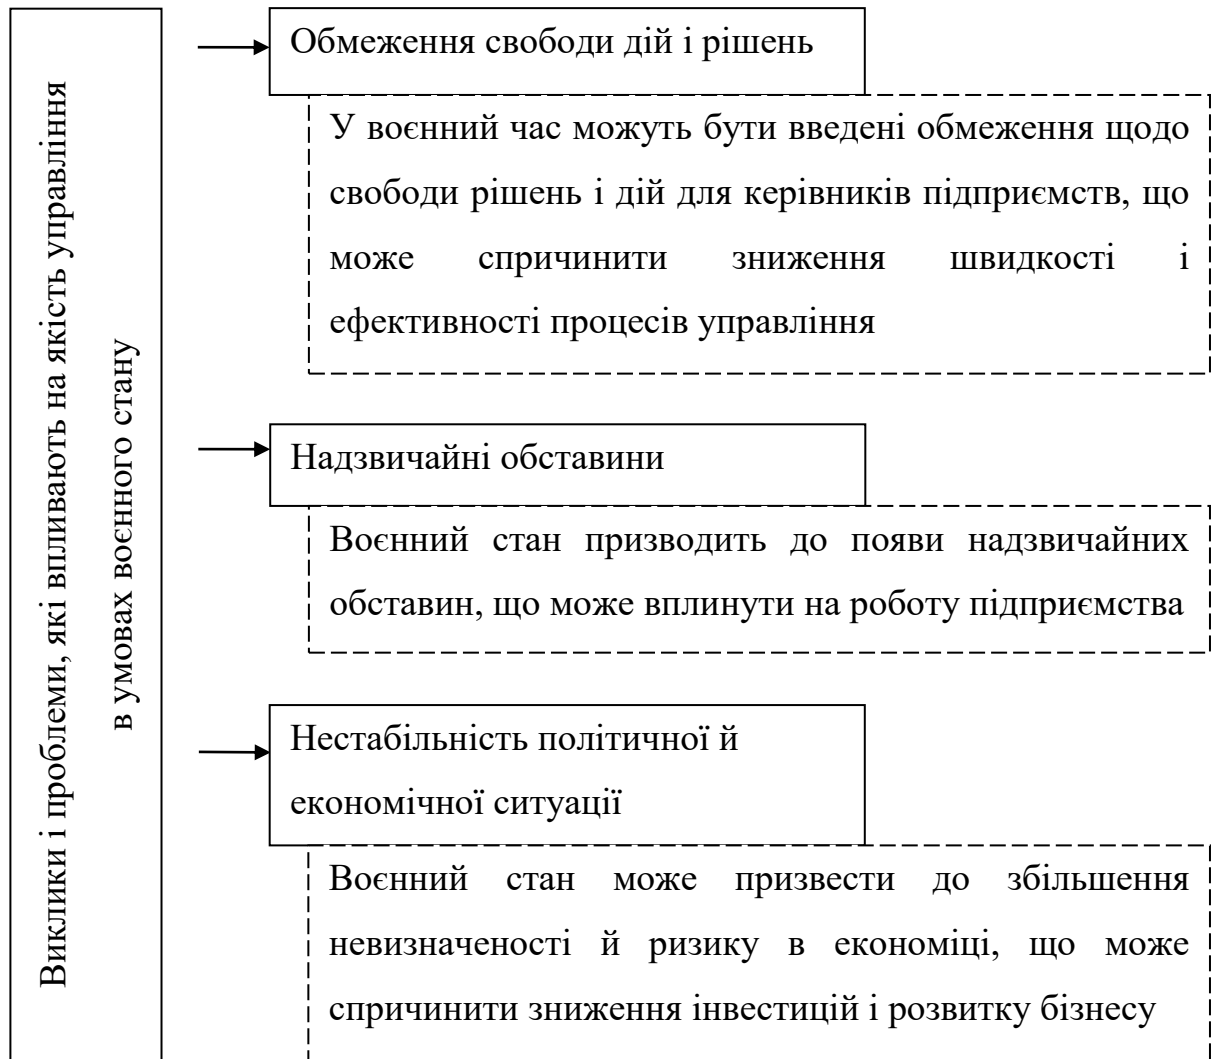 Виклики і проблеми, які впливають на якість управління
в умовах воєнного стану
Обмеження свободи дій і рішень
У воєнний час можуть бути введені обмеження щодо
свободи рішень і дій для керівників підприємств, що
може спричинити зниження швидкості і
ефективності процесів управління
Надзвичайні обставини
Воєнний стан призводить до появи надзвичайних
обставин, що може вплинути на роботу підприємства
Нестабільність політичної й
економічної ситуації
Воєнний стан може призвести до збільшення
невизначеності й ризику в економіці, що може
спричинити зниження інвестицій і розвитку бізнесу